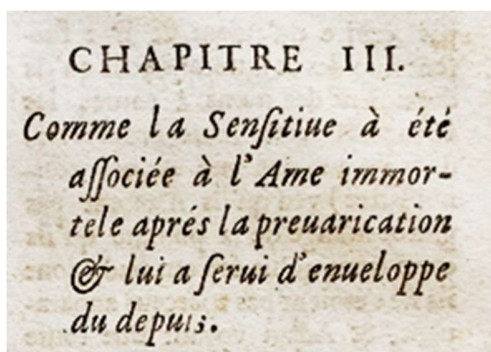 CHAPITRE III.
Comme la Senſitiue à été
aſſociée à l'Ame immor-
tele aprés la preuarication
& lui a ſerui d'enueloppe
du depuis.